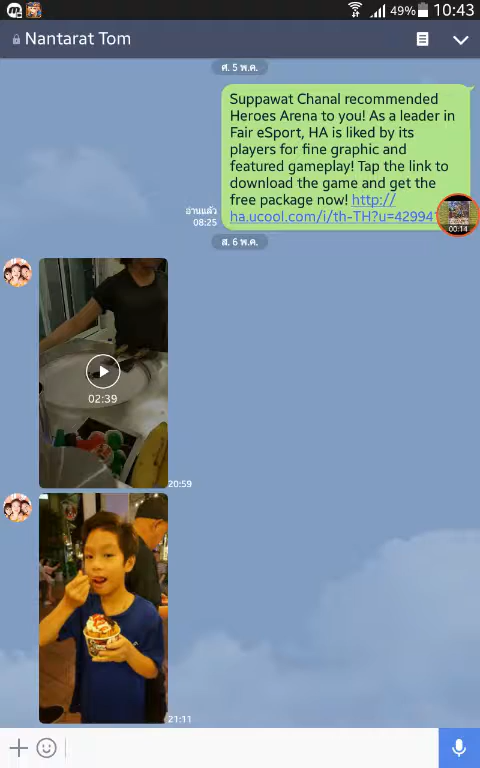 49% 10:43
Nantarat Tom
ศ. 5 พ.ค.
Suppawat Chanal recommended
Heroes Arena to you! As a leader in
Fair eSport, HA is liked by its
players for fine graphic and
featured gameplay! Tap the link to
download the game and get the
free package now! http://
ha.ucool.com/i/th-TH?u=42994
อ่านแล้ว
08:25
00:14
ส. 6 พ.ค.
02:39
20:59
21:11